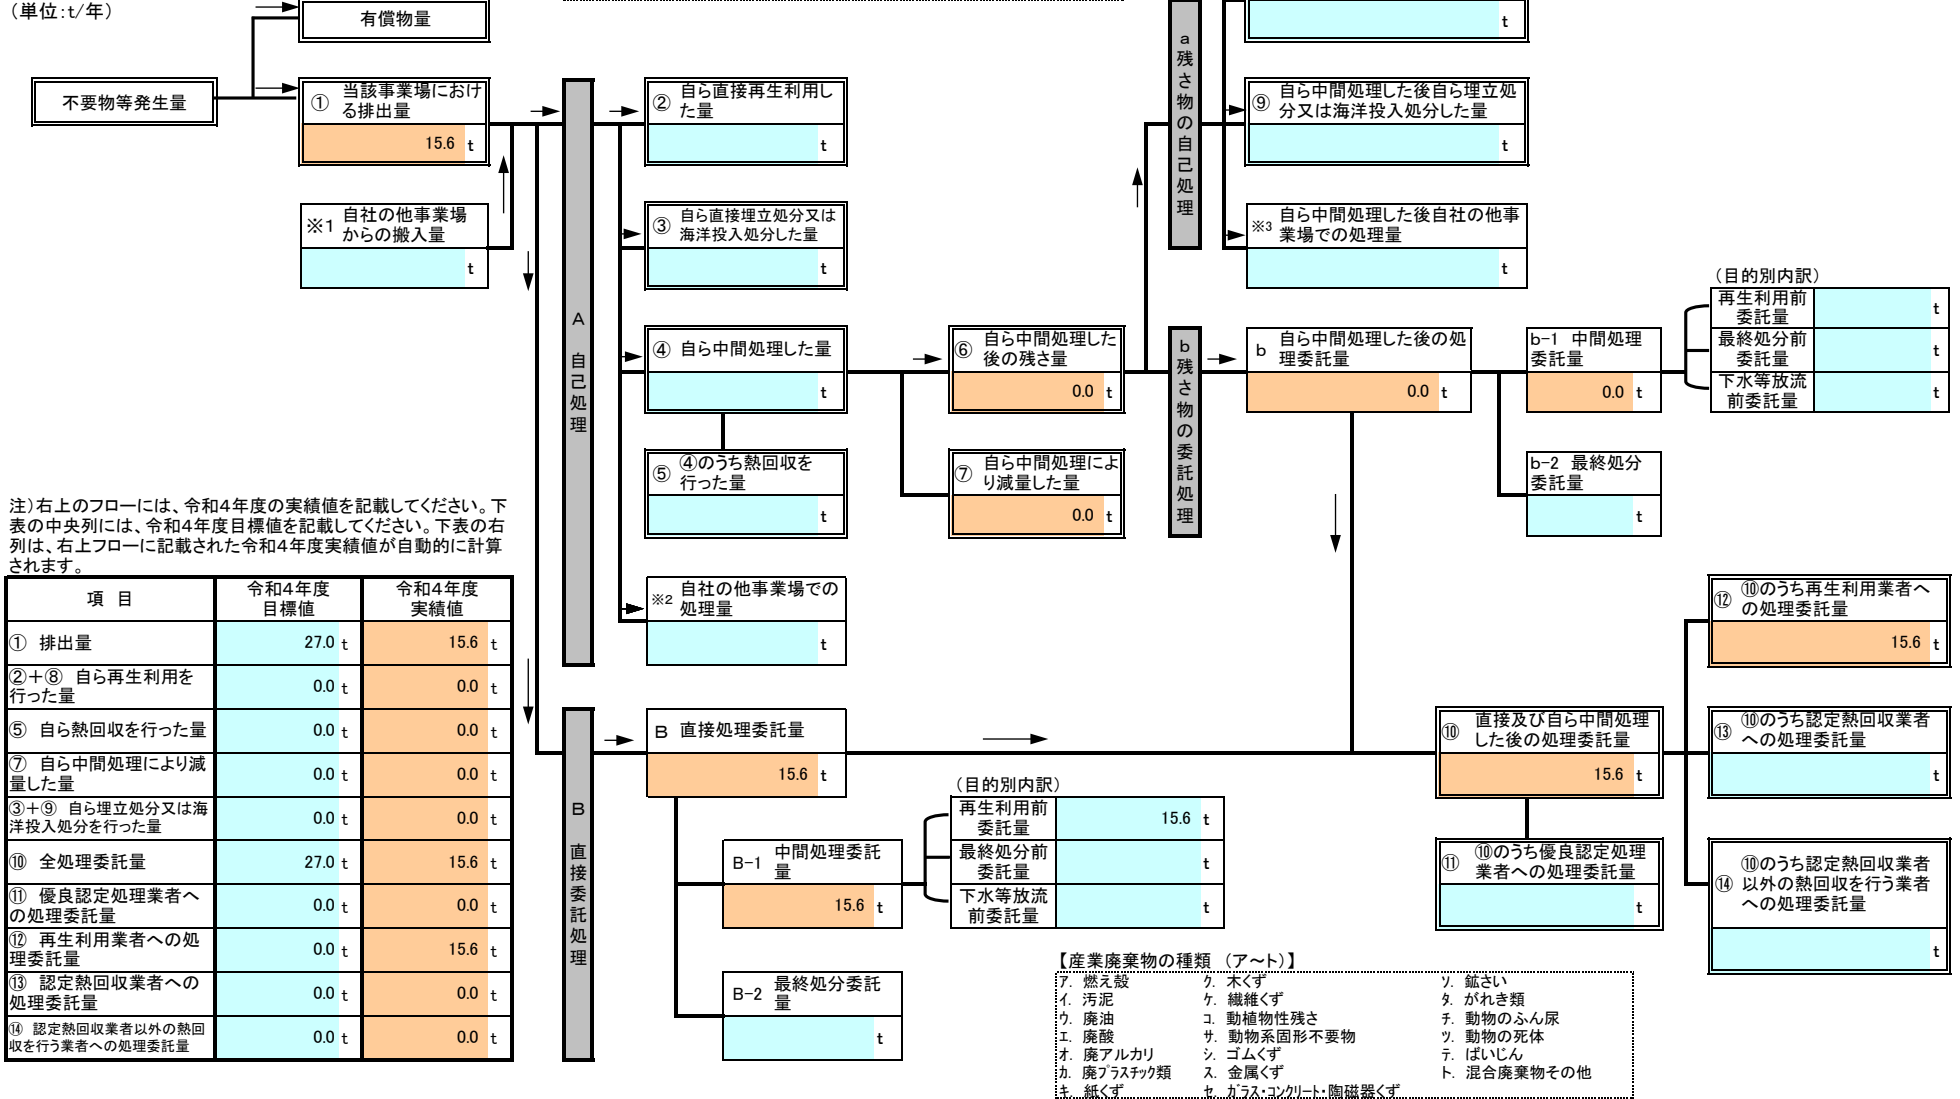 （単位:t/年）
有償物量
t
不要物等発生量
① 当該事業場におけ
る排出量
15.6 t
※1 自社の他事業場
からの搬入量
t
A 自己処理
② 自ら直接再生利用し
た量
t
③ 自ら直接埋立処分又は
海洋投入処分した量
t
④ 自ら中間処理した量
t
⑤ ④のうち熱回収を
行った量
t
※2 自社の他事業場での
処理量
t
⑥ 自ら中間処理した
後の残さ量
0.0 t
⑦ 自ら中間処理によ
り減量した量
0.0 t
a残さ物の自己処理
⑨ 自ら中間処理した後自ら埋立処
分又は海洋投入処分した量
t
※3 自ら中間処理した後自社の他事
業場での処理量
t
b残さ物の委託処理
b 自ら中間処理した後の処
理委託量
0.0 t
b-1 中間処理
委託量
0.0 t
b-2 最終処分
委託量
t
（目的別内訳）
再生利用前
委託量 t
最終処分前
委託量 t
下水等放流
前委託量 t
注）右上のフローには、令和4年度の実績値を記載してください。下
表の中央列には、令和4年度目標値を記載してください。下表の右
列は、右上フローに記載された令和4年度実績値が自動的に計算
されます。
項 目 令和4年度
目標値 令和4年度
実績値
① 排出量 27.0 t 15.6 t
②＋⑧ 自ら再生利用を
行った量 0.0 t 0.0 t
⑤ 自ら熱回収を行った量 0.0 t 0.0 t
⑦ 自ら中間処理により減
量した量 0.0 t 0.0 t
③＋⑨ 自ら埋立処分又は海
洋投入処分を行った量 0.0 t 0.0 t
⑩ 全処理委託量 27.0 t 15.6 t
⑪ 優良認定処理業者へ
の処理委託量 0.0 t 0.0 t
⑫ 再生利用業者への処
理委託量 0.0 t 15.6 t
⑬ 認定熱回収業者への
処理委託量 0.0 t 0.0 t
⑭ 認定熱回収業者以外の熱回
収を行う業者への処理委託量 0.0 t 0.0 t
B 直接委託処理
B 直接処理委託量
15.6 t
B-1 中間処理委託
量
15.6 t
B-2 最終処分委託
量
t
（目的別内訳）
再生利用前
委託量 15.6 t
最終処分前
委託量 t
下水等放流
前委託量 t
⑩ 直接及び自ら中間処理
した後の処理委託量
15.6 t
⑪ ⑩のうち優良認定処理
業者への処理委託量
t
⑫ ⑩のうち再生利用業者へ
の処理委託量
15.6 t
⑬ ⑩のうち認定熱回収業者
への処理委託量
t
⑭ ⑩のうち認定熱回収業者
以外の熱回収を行う業者
への処理委託量
t
【産業廃棄物の種類 （ア～ト）】
ｱ. 燃え殻 ｸ. 木くず ｿ. 鉱さい
ｲ. 汚泥 ｹ. 繊維くず ﾀ. がれき類
ｳ. 廃油 ｺ. 動植物性残さ ﾁ. 動物のふん尿
ｴ. 廃酸 ｻ. 動物系固形不要物 ﾂ. 動物の死体
ｵ. 廃アルカリ ｼ. ゴムくず ﾃ. ばいじん
ｶ. 廃ﾌﾟﾗｽﾁｯｸ類 ｽ. 金属くず ﾄ. 混合廃棄物その他
ｷ. 紙くず ｾ. ｶﾞﾗｽ・ｺﾝｸﾘｰﾄ・陶磁器くず